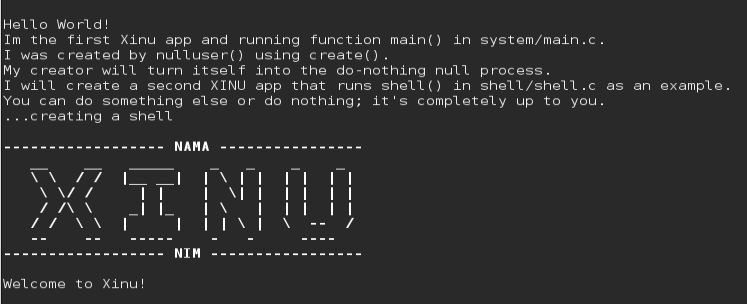 Hello World!
Im the first Xinu app and running function main() in system/main.c.
I was created by nulluser() using create().
My creator will turn itself into the do-nothing null process.
I will create a second XINU app that runs shell() in shell/shell.c as an example.
You can do something else or do nothing; it's completely up to you.
...creating a shell
------------------ NAMA ----------------
XINU
------------------ NIM -----------------
Welcome to Xinu!